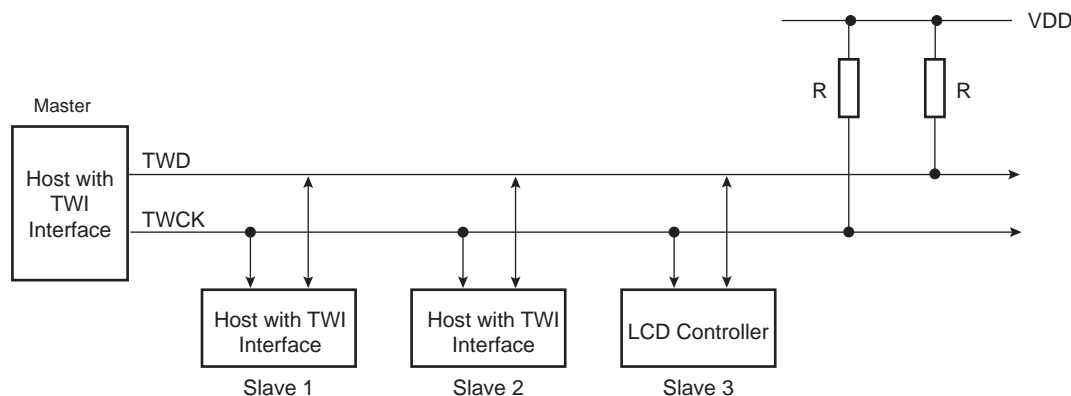 VDD
R
R
Master
Host with
TWI
Interface
TWD
TWCK
Host with TWI
Interface
Slave 1
Host with TWI
Interface
Slave 2
LCD Controller
Slave 3